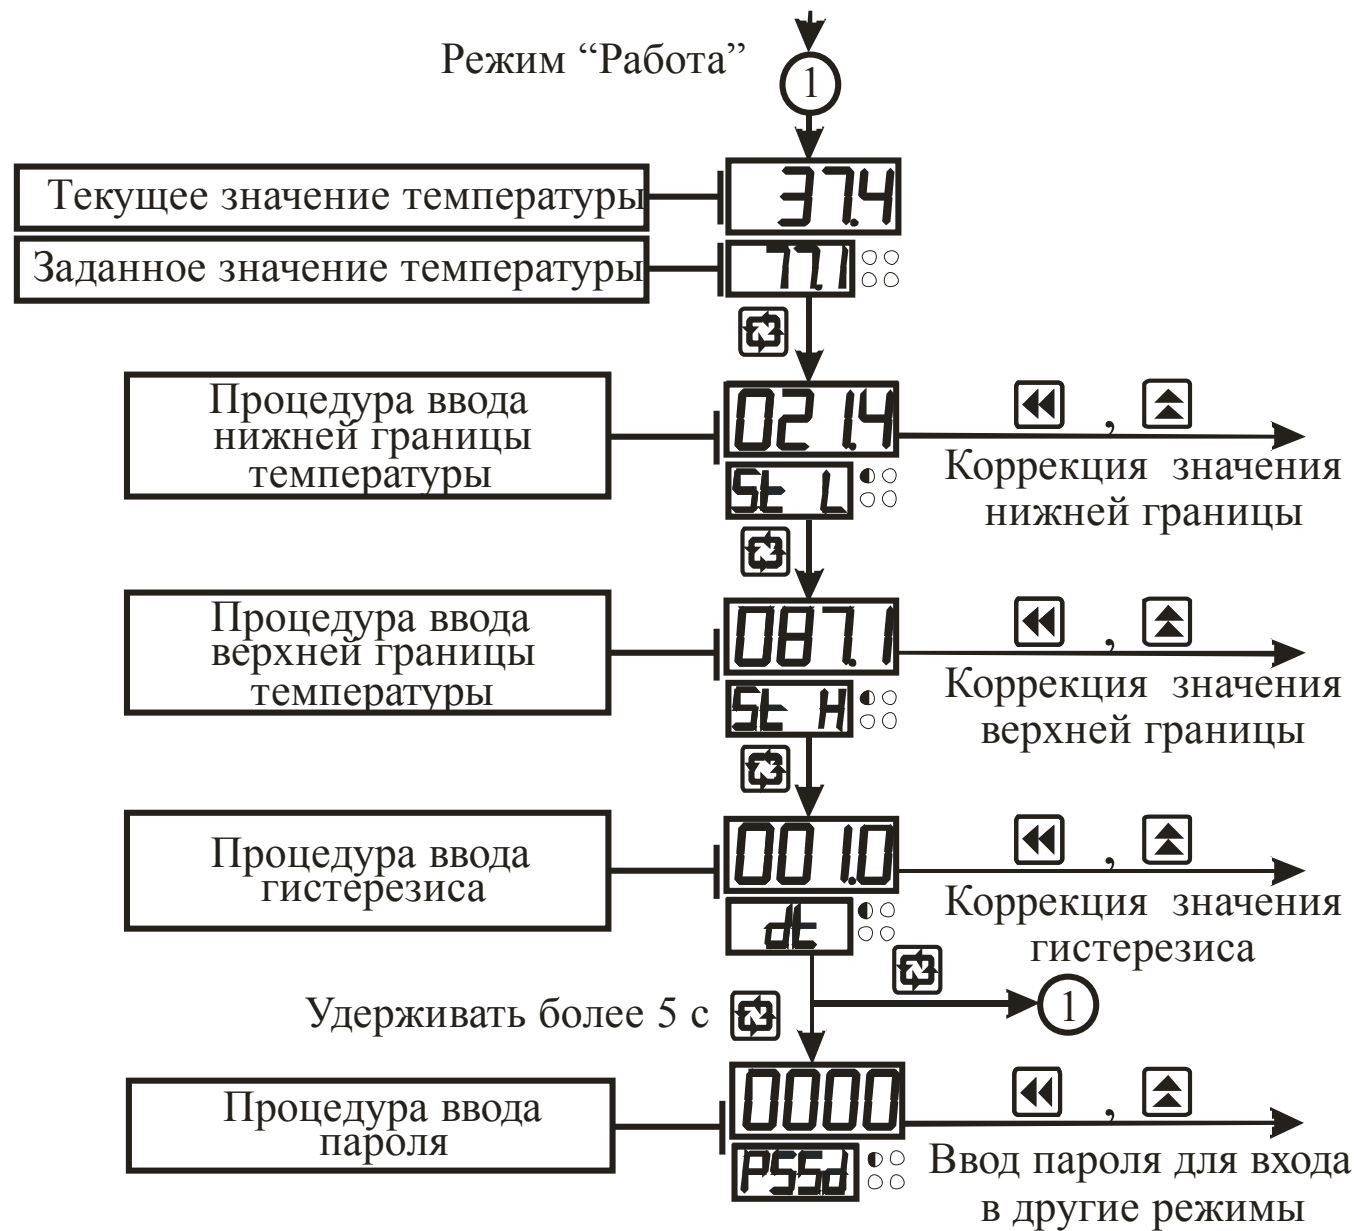 Режим “Работа”
1
Текущее значение температуры
37.4
Заданное значение температуры
77.1
Процедура ввода
нижней границы
температуры
021.4
St L
,
Коррекция значения
нижней границы
Процедура ввода
верхней границы
температуры
087.1
St H
,
Коррекция значения
верхней границы
Процедура ввода
гистерезиса
001.0
dt
,
Коррекция значения
гистерезиса
Удерживать более 5 с
1
Процедура ввода
пароля
0000
PSSd
,
Ввод пароля для входа
в другие режимы